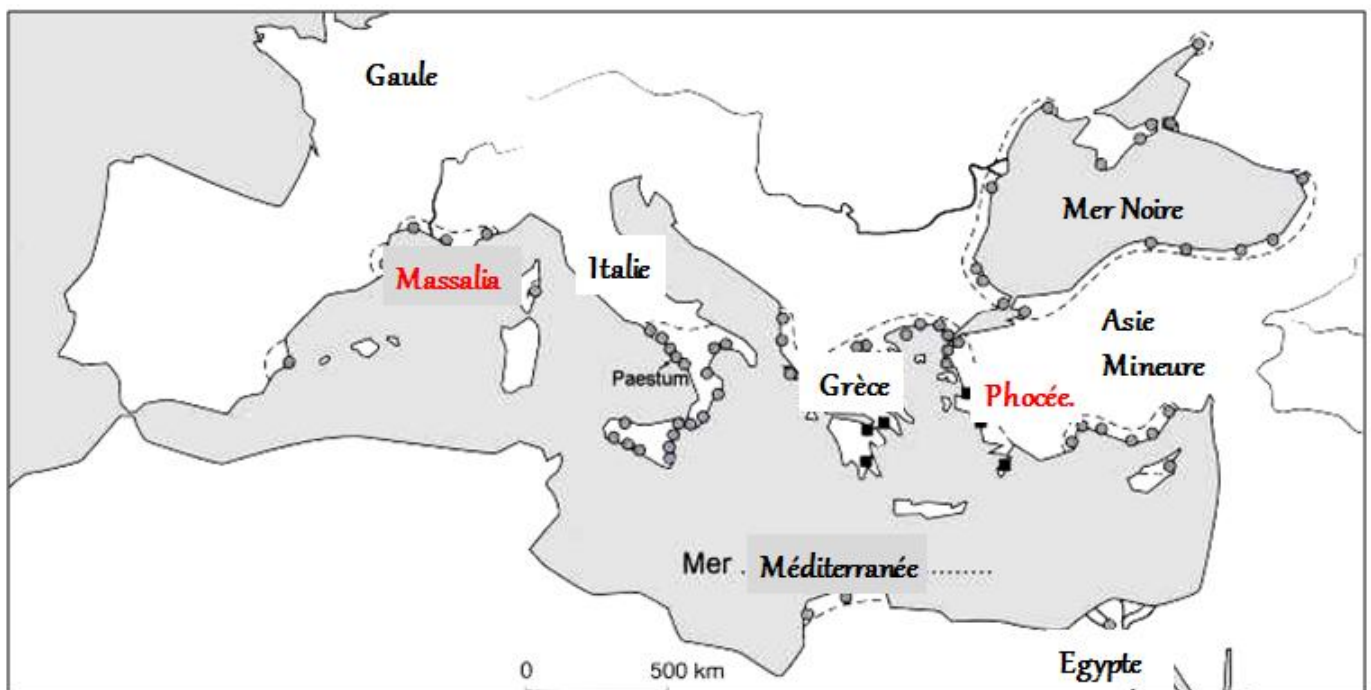 Gaule
Mer Noire
Massalia
Italie
Asie
Mineure
Paestum
Grèce
Phocée.
Mer . Méditerranée ........
0 500 km
Egypte